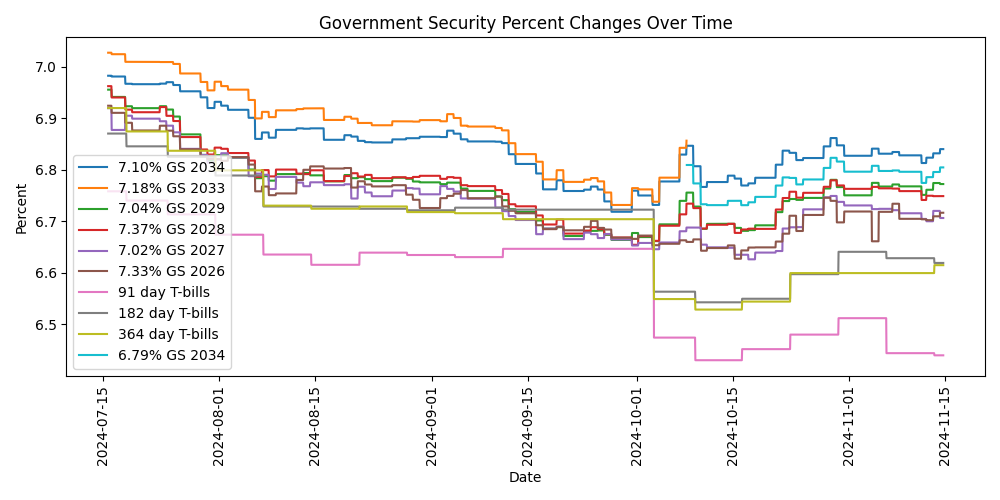 Government Security Percent Changes Over Time
Percent
7.0
6.9
6.8
6.7
6.6
6.5
7.10% GS 2034
7.18% GS 2033
7.04% GS 2029
7.37% GS 2028
7.02% GS 2027
7.33% GS 2026
91 day T-bills
182 day T-bills
364 day T-bills
6.79% GS 2034
2024-07-15
2024-08-01
2024-08-15
2024-09-01
2024-09-15
2024-10-01
2024-10-15
2024-11-01
2024-11-15
Date